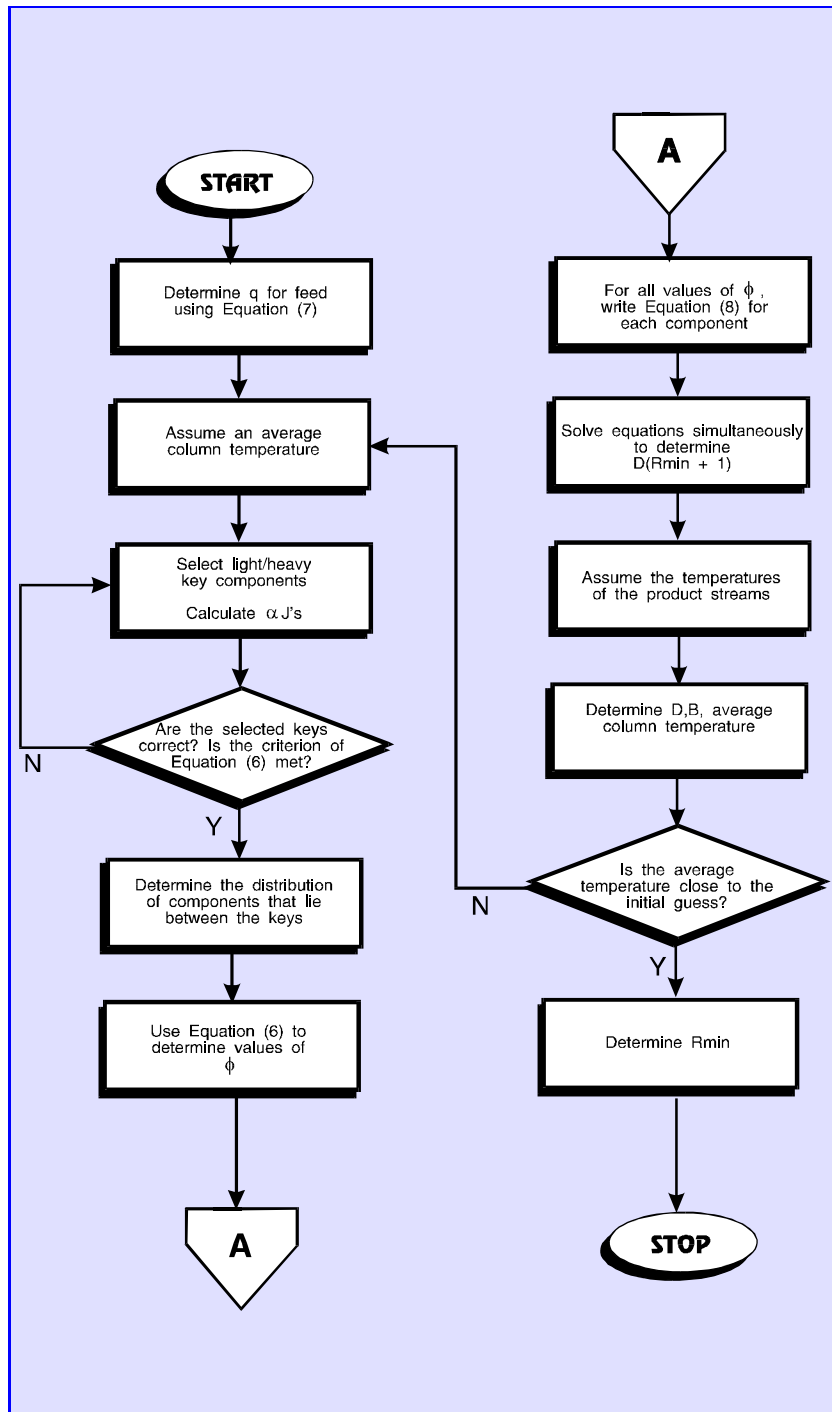 START
Determine q for feed
using Equation (7)
Assume an average
column temperature
Select light/heavy
key components
Calculate αJ's
Are the selected keys
correct? Is the criterion of
Equation (6) met?
N
Y
Determine the distribution
of components that lie
between the keys
Use Equation (6) to
determine values of
ϕ
A
A
For all values of ϕ ,
write Equation (8) for
each component
Solve equations simultaneously
to determine
D(Rmin + 1)
Assume the temperatures
of the product streams
Determine D,B, average
column temperature
Is the average
temperature close to the
initial guess?
N
Y
Determine Rmin
STOP